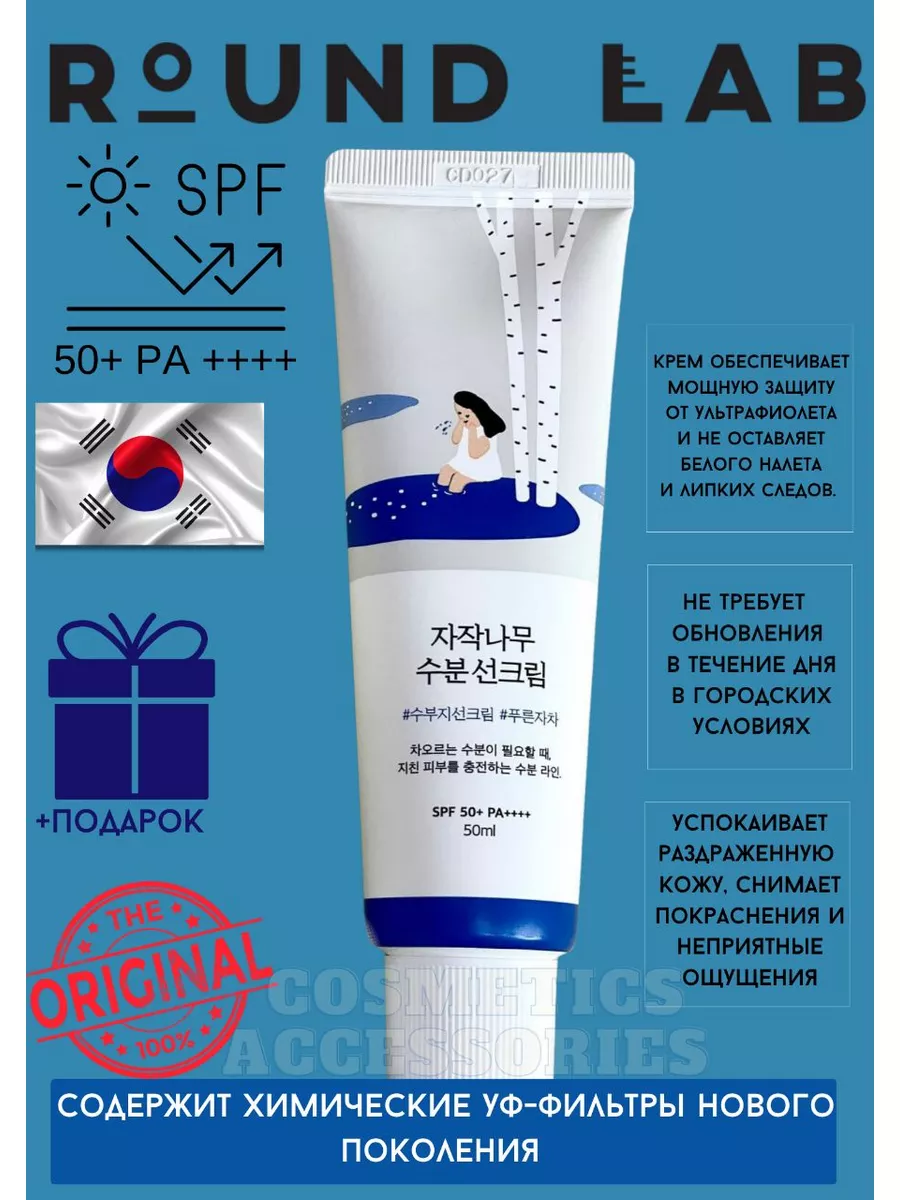 ROUND LAB
SPF
50+ PA ++++
+ПОДАРОК
THE
ORIGINAL
100%
CD027
자작나무
수분 선크림
#수부지선크림 #푸른자차
차오르는 수분이 필요할 때,
지친 피부를 충전하는 수분 라인.
SPF 50+ PA++++
50ml
КРЕМ ОБЕСПЕЧИВАЕТ
МОЩНУЮ ЗАЩИТУ
ОТ УЛЬТРАФИОЛЕТА
И НЕ ОСТАВЛЯЕТ
БЕЛОГО НАЛЕТА
И ЛИПКИХ СЛЕДОВ.
НЕ ТРЕБУЕТ
ОБНОВЛЕНИЯ
В ТЕЧЕНИЕ ДНЯ
В ГОРОДСКИХ
УСЛОВИЯХ
УСПОКАИВАЕТ
РАЗДРАЖЕННУЮ
КОЖУ, СНИМАЕТ
ПОКРАСНЕНИЯ И
НЕПРИЯТНЫЕ
ОЩУЩЕНИЯ
COSMETICS
ACCESSORIES
СОДЕРЖИТ ХИМИЧЕСКИЕ УФ-ФИЛЬТРЫ НОВОГО
ПОКОЛЕНИЯ